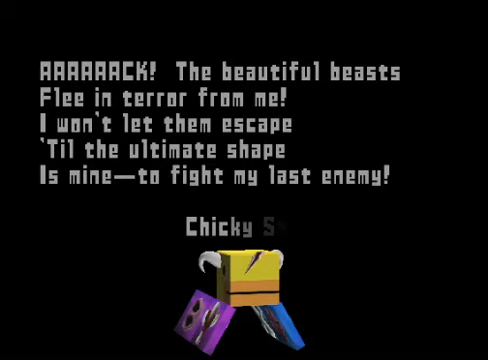 AAAAAACK! The beautiful beasts
Flee in terror from me!
I won't let them escape
'Til the ultimate shape
Is mine—to fight my last enemy!
Chicky